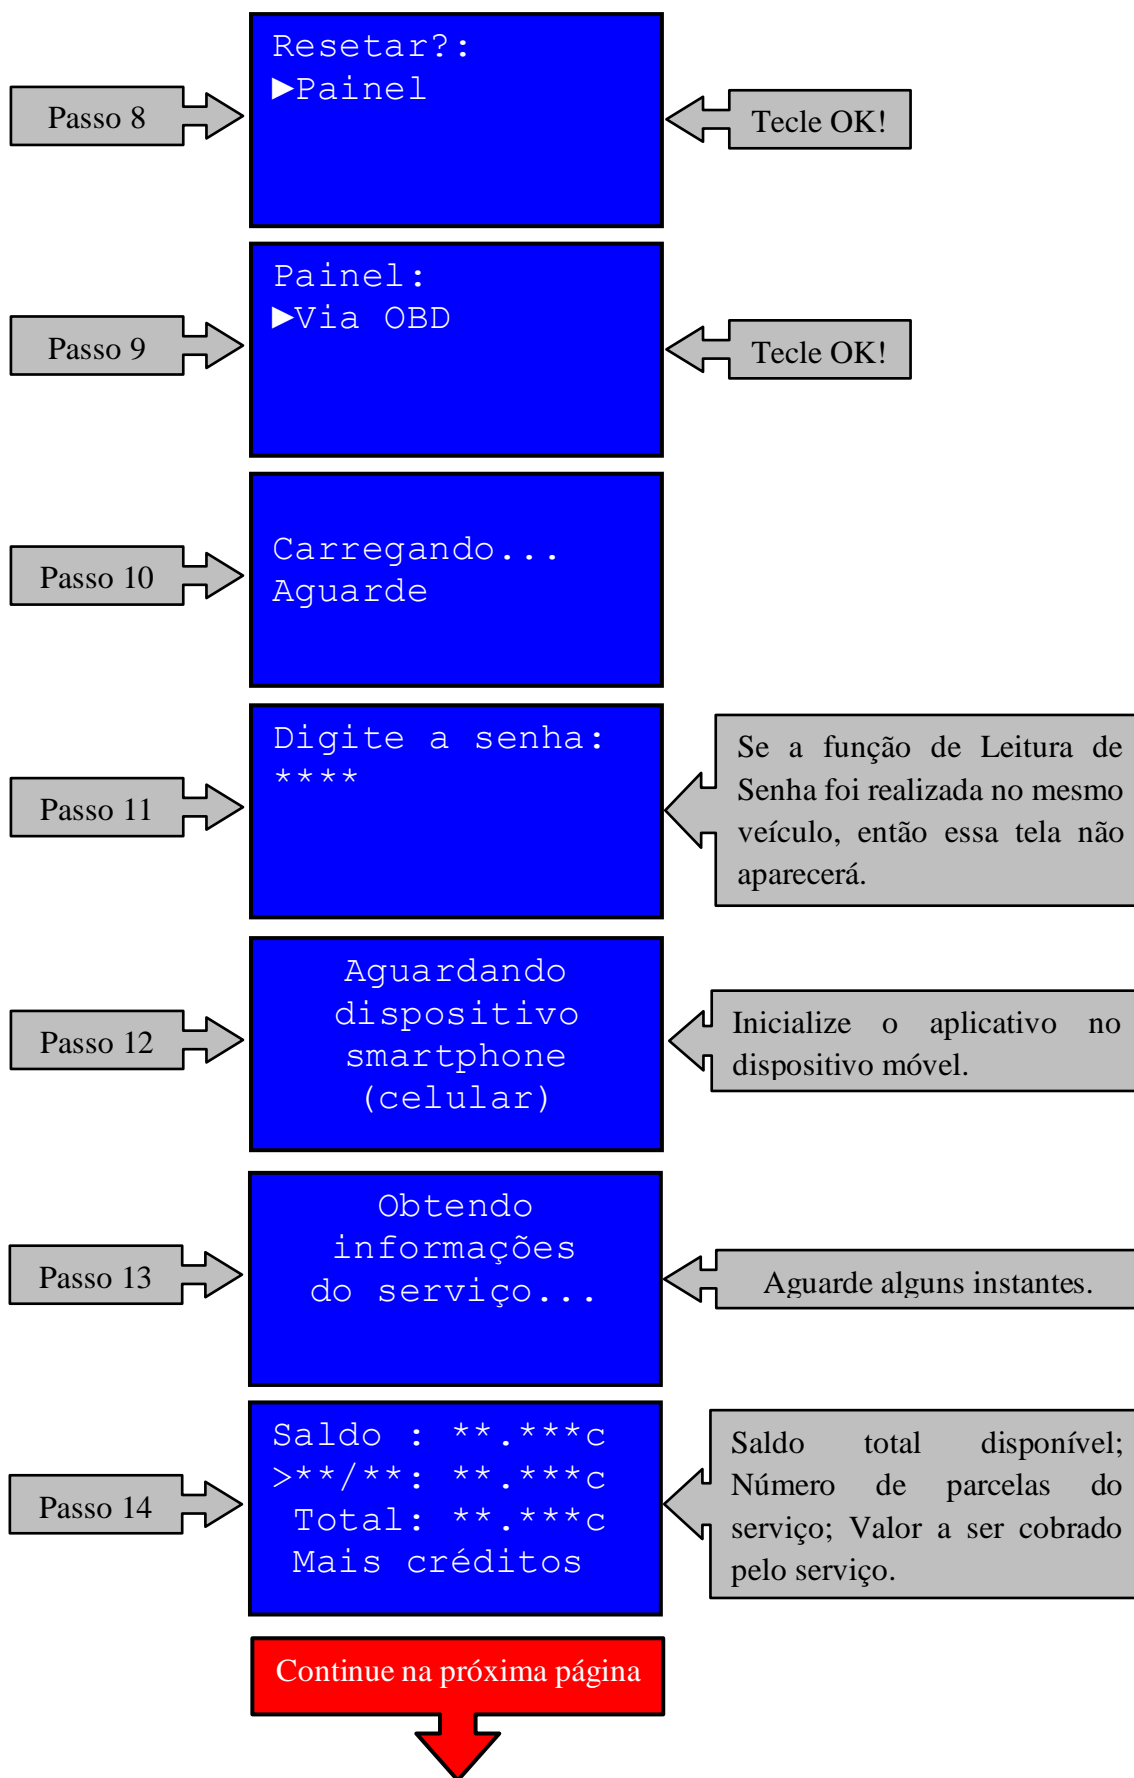 Resetar?:
►Painel
Passo 8
Tecle OK!
Painel:
►Via OBD
Passo 9
Tecle OK!
Carregando...
Aguarde
Passo 10
Digite a senha:
****
Passo 11
Se a função de Leitura de
Senha foi realizada no mesmo
veículo, então essa tela não
aparecerá.
Aguardando
dispositivo
smartphone
(celular)
Passo 12
Inicialize o aplicativo no
dispositivo móvel.
Obtendo
informações
do serviço...
Passo 13
Aguarde alguns instantes.
Saldo : **.***c
>**/**: **.***c
Total: **.***c
Mais créditos
Passo 14
Saldo total disponível;
Número de parcelas do
serviço; Valor a ser cobrado
pelo serviço.
Continue na próxima página